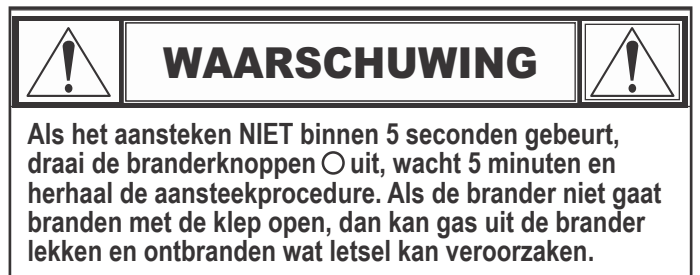 WAARSCHUWING
Als het aansteken NIET binnen 5 seconden gebeurt,
draai de branderknoppen ○ uit, wacht 5 minuten en
herhaal de aansteekprocedure. Als de brander niet gaat
branden met de klep open, dan kan gas uit de brander
lekken en ontbranden wat letsel kan veroorzaken.